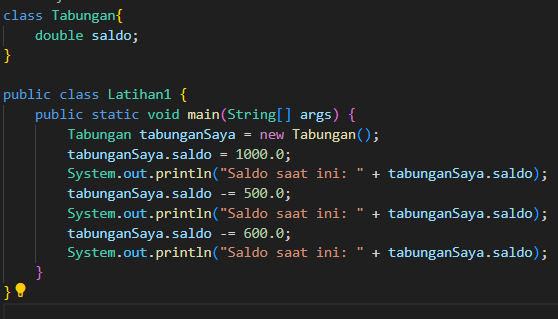 class Tabungan{
    double saldo;
}

public class Latihan1 {
    public static void main(String[] args) {
        Tabungan tabunganSaya = new Tabungan();
        tabunganSaya.saldo = 1000.0;
        System.out.println("Saldo saat ini: " + tabunganSaya.saldo);
        tabunganSaya.saldo -= 500.0;
        System.out.println("Saldo saat ini: " + tabunganSaya.saldo);
        tabunganSaya.saldo -= 600.0;
        System.out.println("Saldo saat ini: " + tabunganSaya.saldo);
    }
}